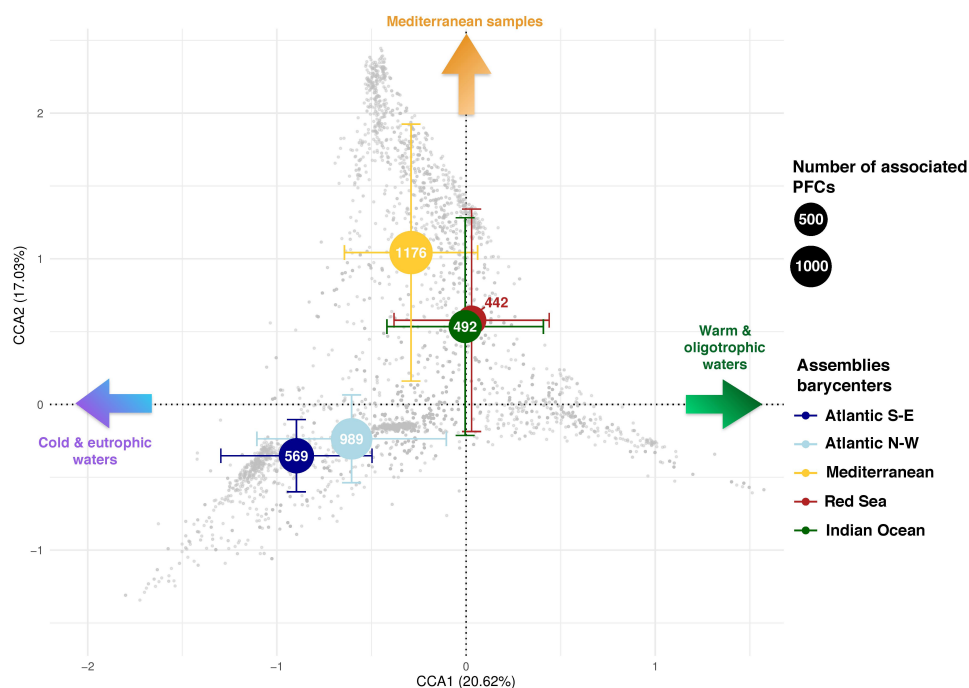 Mediterranean samples
2
1
0
−1
CCA2 (17.03%)
1176
442
492
989
569
Cold & eutrophic
waters
Warm &
oligotrophic
waters
−2
−1
0
1
CCA1 (20.62%)
Number of associated
PFCs
500
1000
Assemblies
barycenters
Atlantic S-E
Atlantic N-W
Mediterranean
Red Sea
Indian Ocean